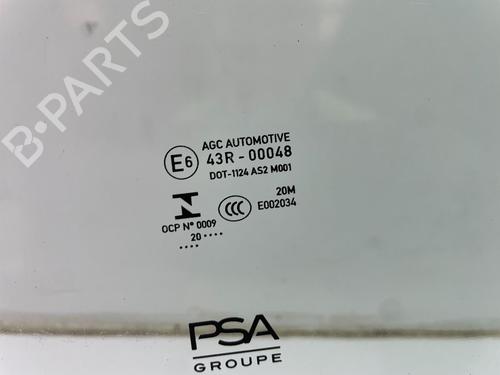 B-PARTS
AGC AUTOMOTIVE
E6 43R - 00048
DOT-1124 AS2 M001
CCC 20M
E002034
OCP N° 0009
.... 20 ....
....
PSA
GROUPE